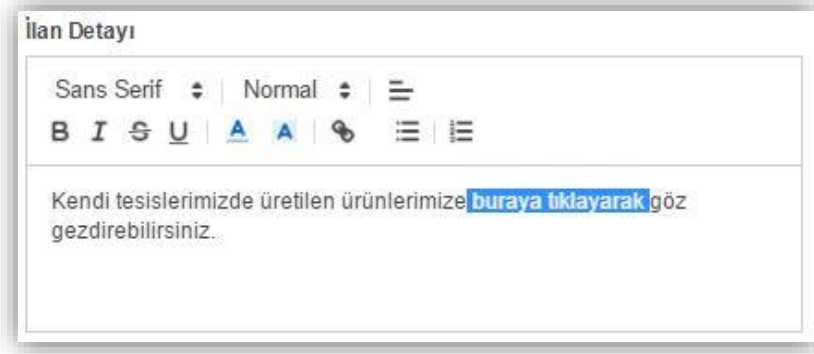 İlan Detayı
Sans Serif Normal
B I S U A A
Kendi tesislerimizde üretilen ürünlerimize buraya tıklayarak göz
gezdirebilirsiniz.